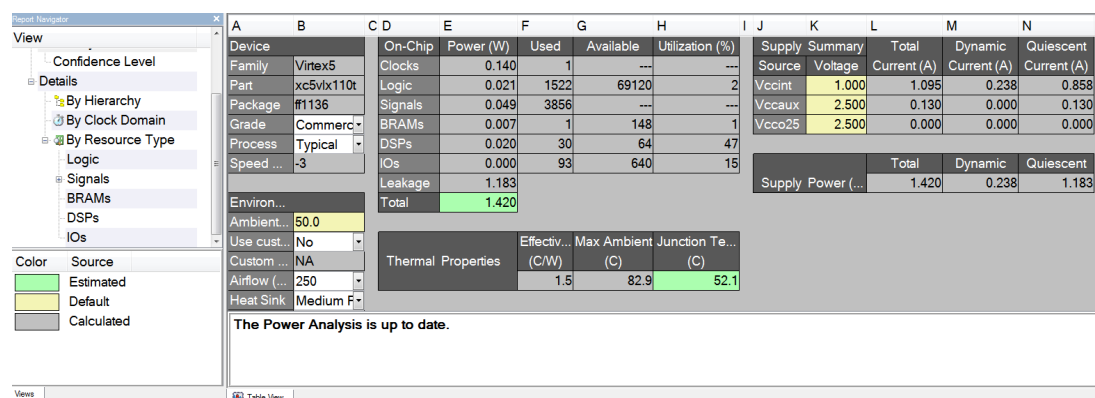 Report Navigator
View
Confidence Level
Details
By Hierarchy
By Clock Domain
By Resource Type
Logic
Signals
BRAMs
DSPs
IOs
Color Source
Estimated
Default
Calculated
Views
A B C D E F G H I J K L M N
Device On-Chip Power (W) Used Available Utilization (%) Supply Summary Total Dynamic Quiescent
Family Virtex5 Clocks 0.140 1 --- --- Source Voltage Current (A) Current (A) Current (A)
Part xc5vlx110t Logic 0.021 1522 69120 2 Vccint 1.000 1.095 0.238 0.858
Package ff1136 Signals 0.049 3856 --- --- Vccaux 2.500 0.130 0.000 0.130
Grade Commerc BRAMs 0.007 1 148 1 Vcco25 2.500 0.000 0.000 0.000
Process Typical DSPs 0.020 30 64 47
Speed ... -3 IOs 0.000 93 640 15 Total Dynamic Quiescent
Leakage 1.183 Supply Power (... 1.420 0.238 1.183
Environ... Total 1.420
Ambient... 50.0
Use cust... No Effectiv... Max Ambient Junction Te...
Custom ... NA Thermal Properties (C/W) (C) (C)
Airflow (... 250 1.5 82.9 52.1
Heat Sink Medium F
The Power Analysis is up to date.
Table View